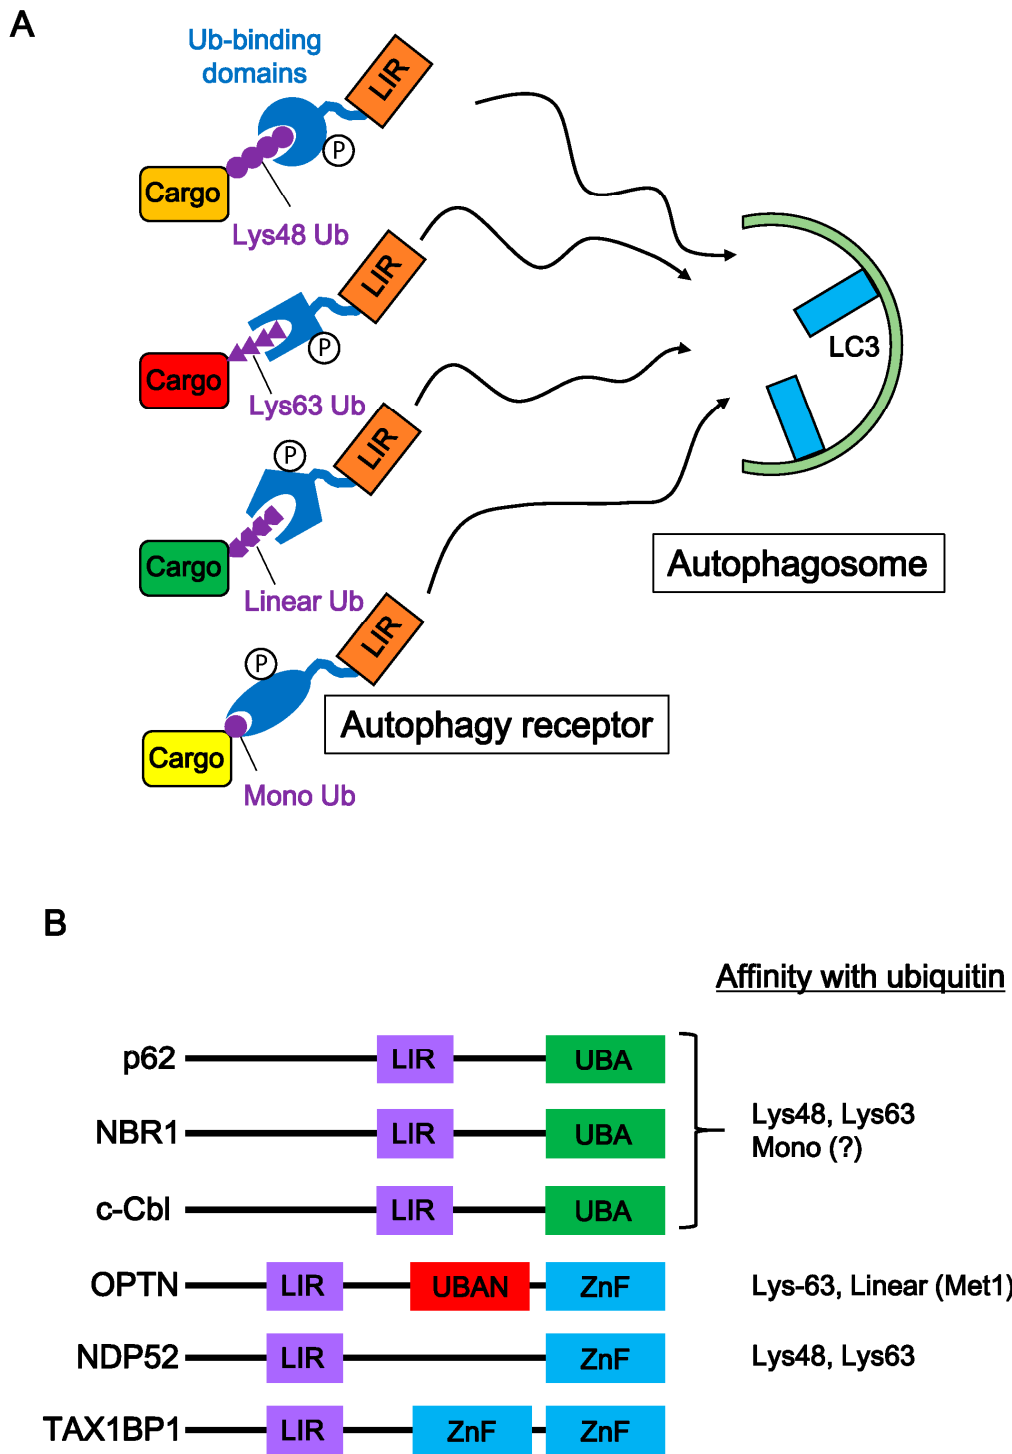 A
Ub-binding
domains
LIR
P
Cargo
Lys48 Ub
LIR
P
Cargo
Lys63 Ub
LC3
LIR
P
Cargo
Linear Ub
Autophagosome
LIR
P
Cargo
Mono Ub
Autophagy receptor
B
Affinity with ubiquitin
p62 LIR UBA
NBR1 LIR UBA
c-Cbl LIR UBA
Lys48, Lys63
Mono (?)
OPTN LIR UBAN ZnF Lys-63, Linear (Met1)
NDP52 LIR ZnF Lys48, Lys63
TAX1BP1 LIR ZnF ZnF